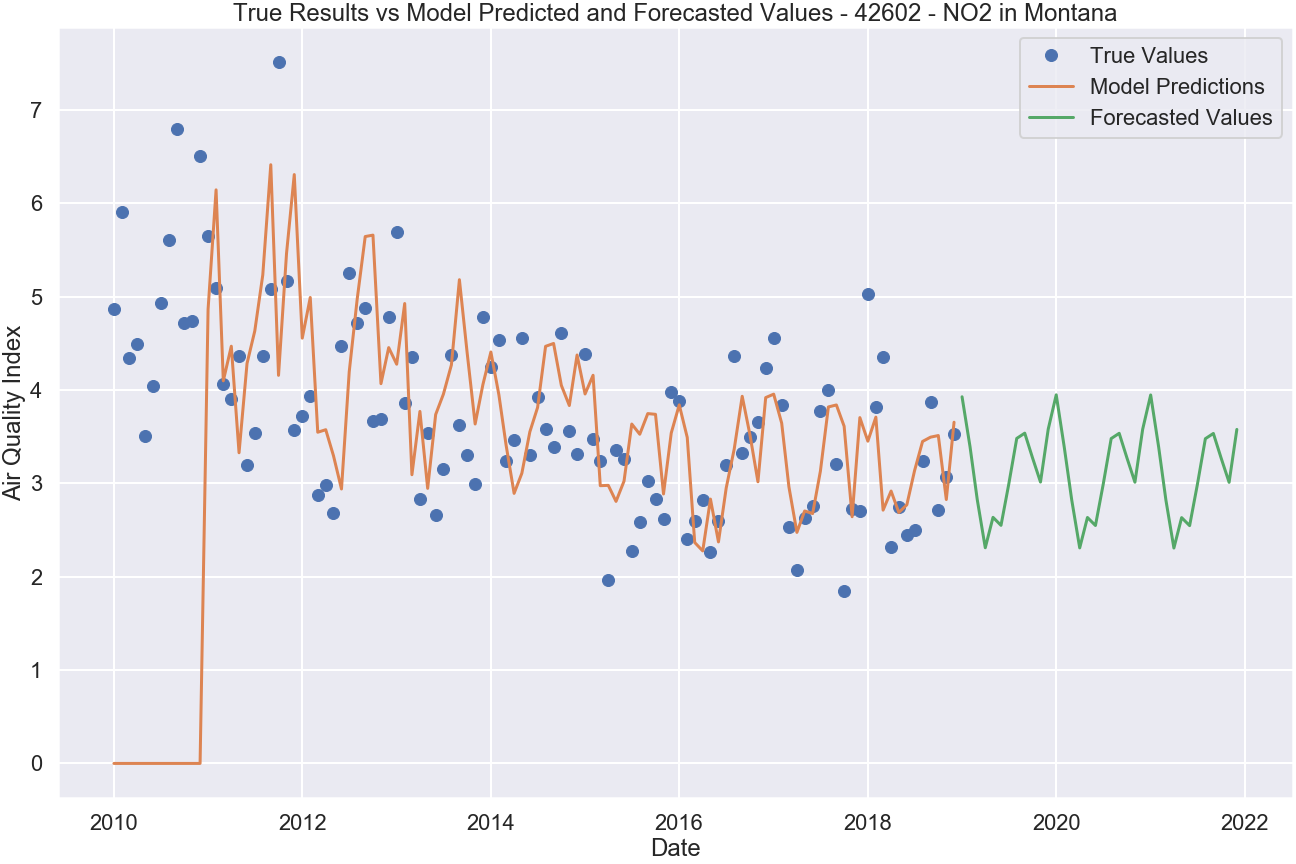 True Results vs Model Predicted and Forecasted Values - 42602 - NO2 in Montana
True Values
Model Predictions
Forecasted Values
Air Quality Index
7
6
5
4
3
2
1
0
2010 2012 2014 2016 2018 2020 2022
Date